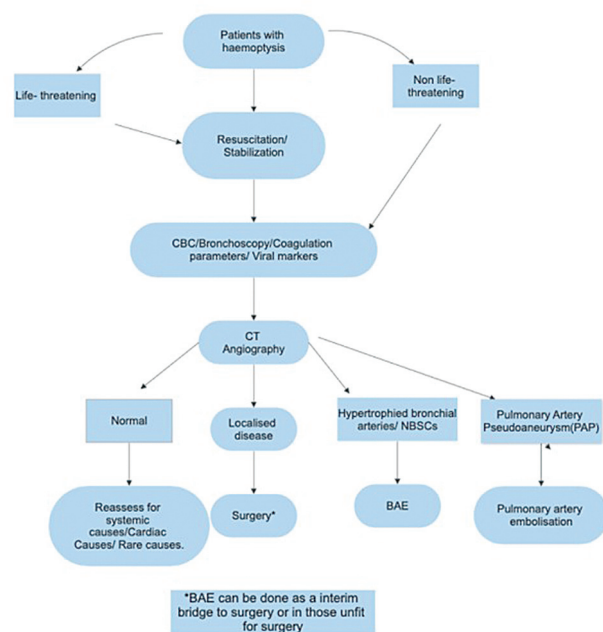 Patients with
haemoptysis
Life- threatening
Non life-
threatening
Resuscitation/
Stabilization
CBC/Bronchoscopy/Coagulation
parameters/ Viral markers
CT
Angiography
Normal
Localised
disease
Hypertrophied bronchial
arteries/ NBSCs
Pulmonary Artery
Pseudoaneurysm(PAP)
Reassess for
systemic
causes/Cardiac
Causes/ Rare causes.
Surgery*
BAE
Pulmonary artery
embolisation
*BAE can be done as a interim
bridge to surgery or in those unfit
for surgery